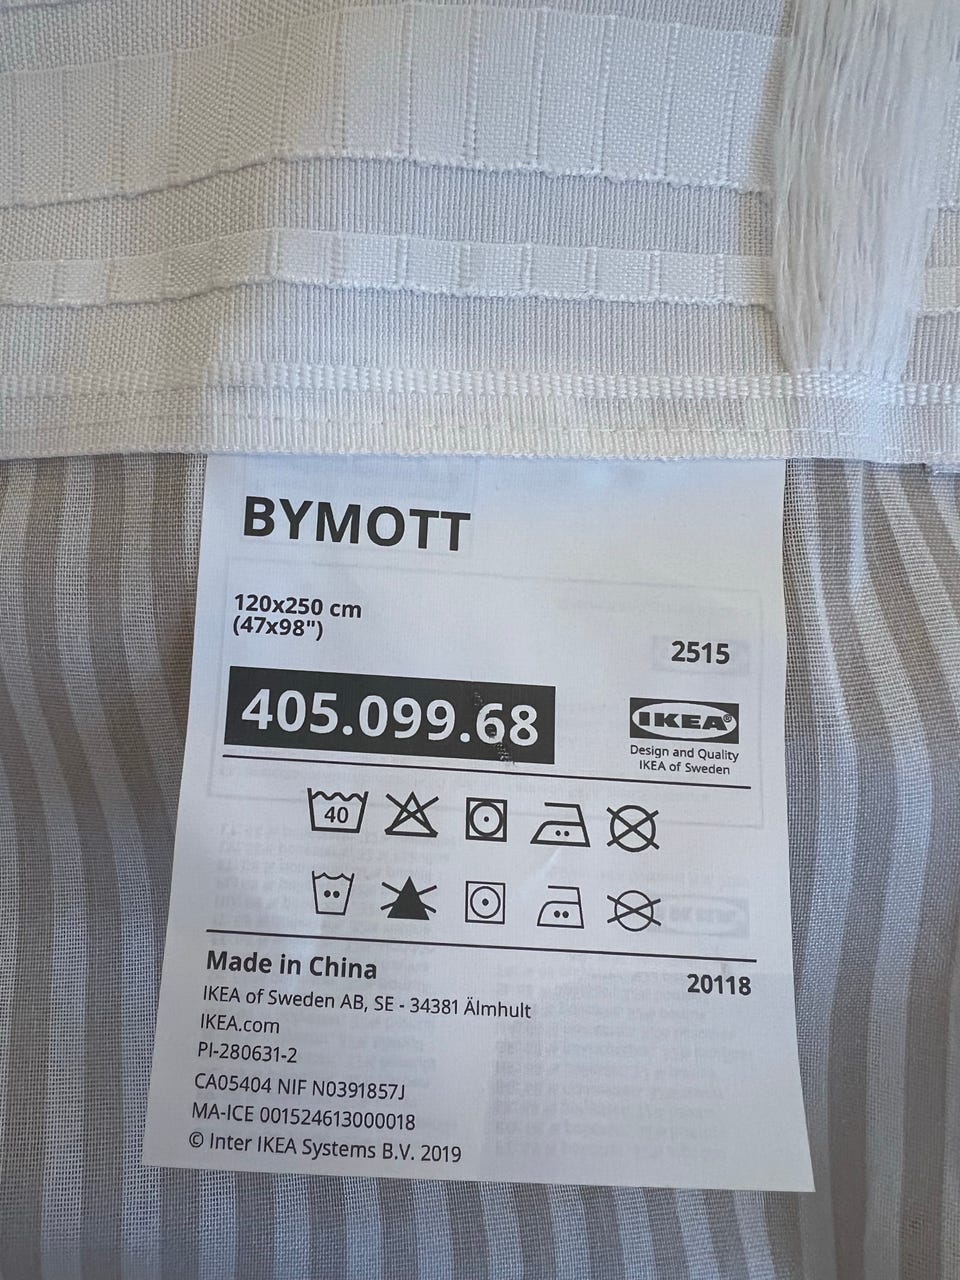 BYMOTT
120x250 cm
(47x98")
2515
405.099.68
IKEA®
Design and Quality
IKEA of Sweden
40
Made in China
20118
IKEA of Sweden AB, SE - 34381 Älmhult
IKEA.com
PI-280631-2
CA05404 NIF N0391857J
MA-ICE 001524613000018
© Inter IKEA Systems B.V. 2019